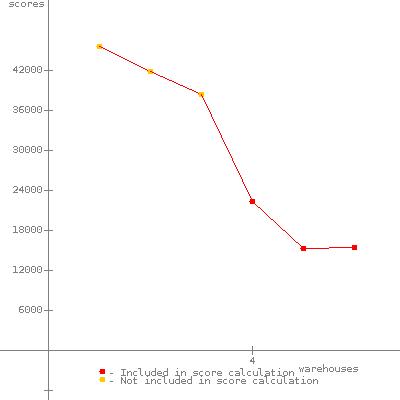 scores
42000
36000
30000
24000
18000
12000
6000
4
warehouses
- Included in score calculation
- Not included in score calculation